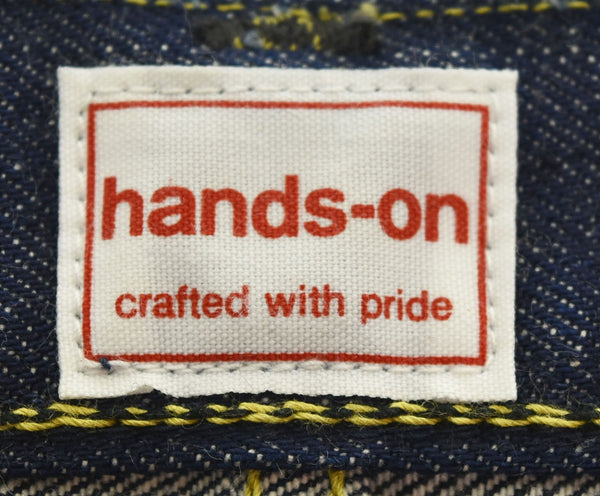 hands-on
crafted with pride